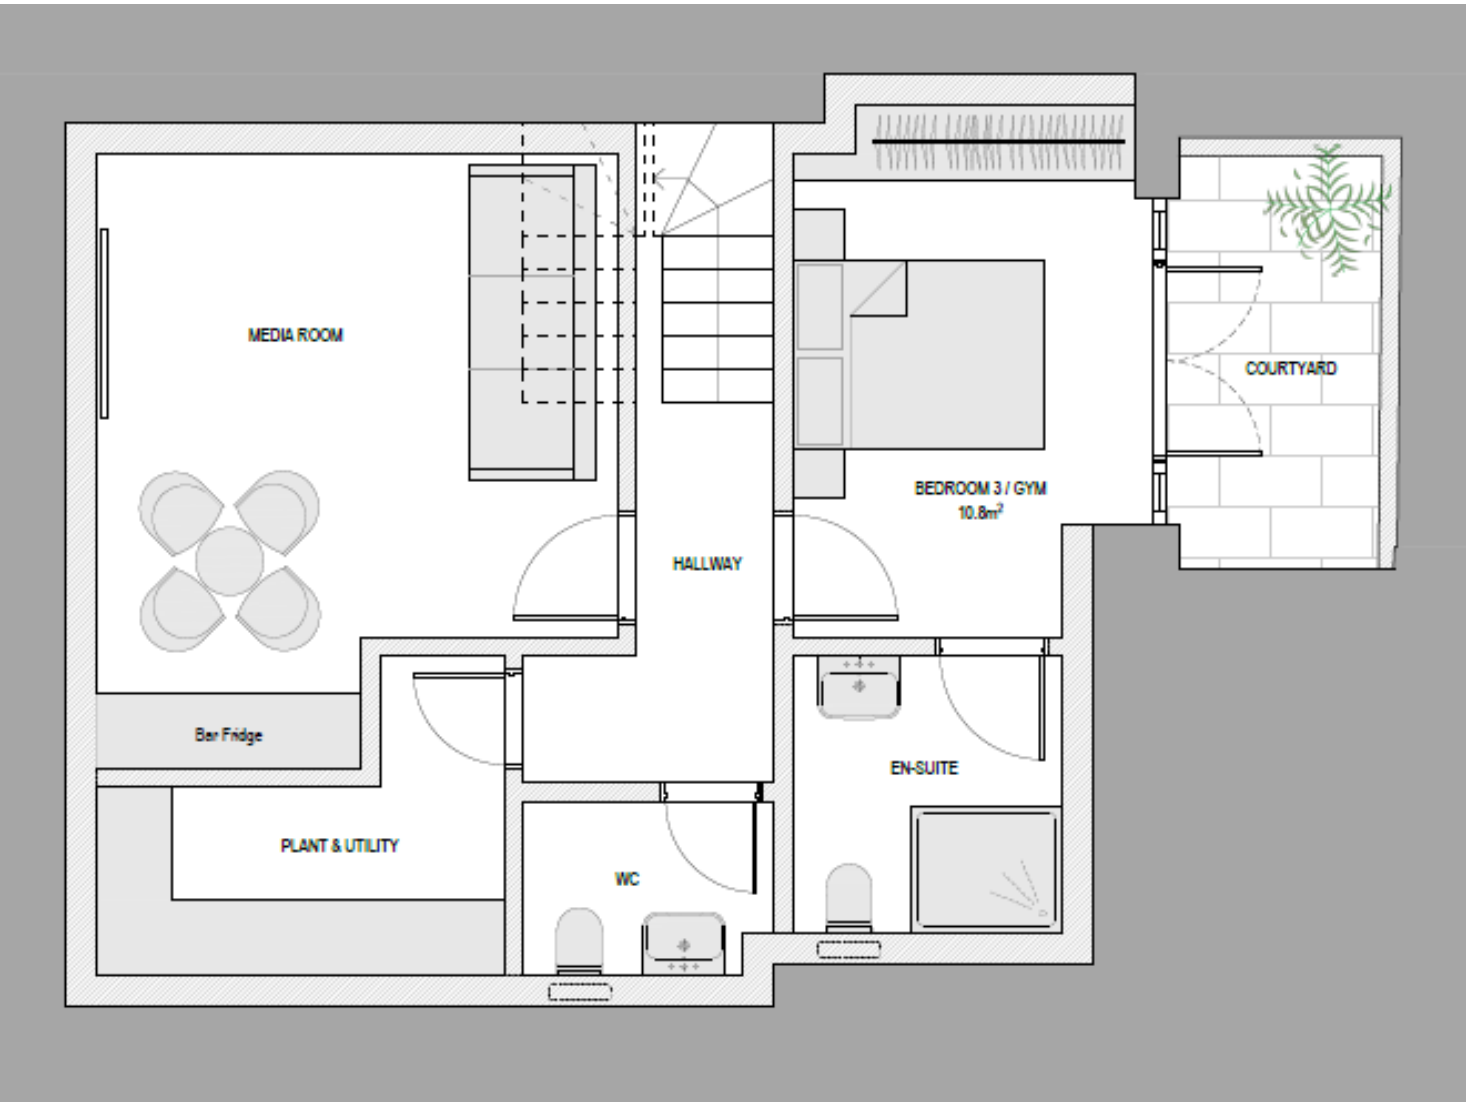 MEDIA ROOM
COURTYARD
BEDROOM 3 / GYM
10.8m²
HALLWAY
Bar Fridge
EN-SUITE
PLANT & UTILITY
WC